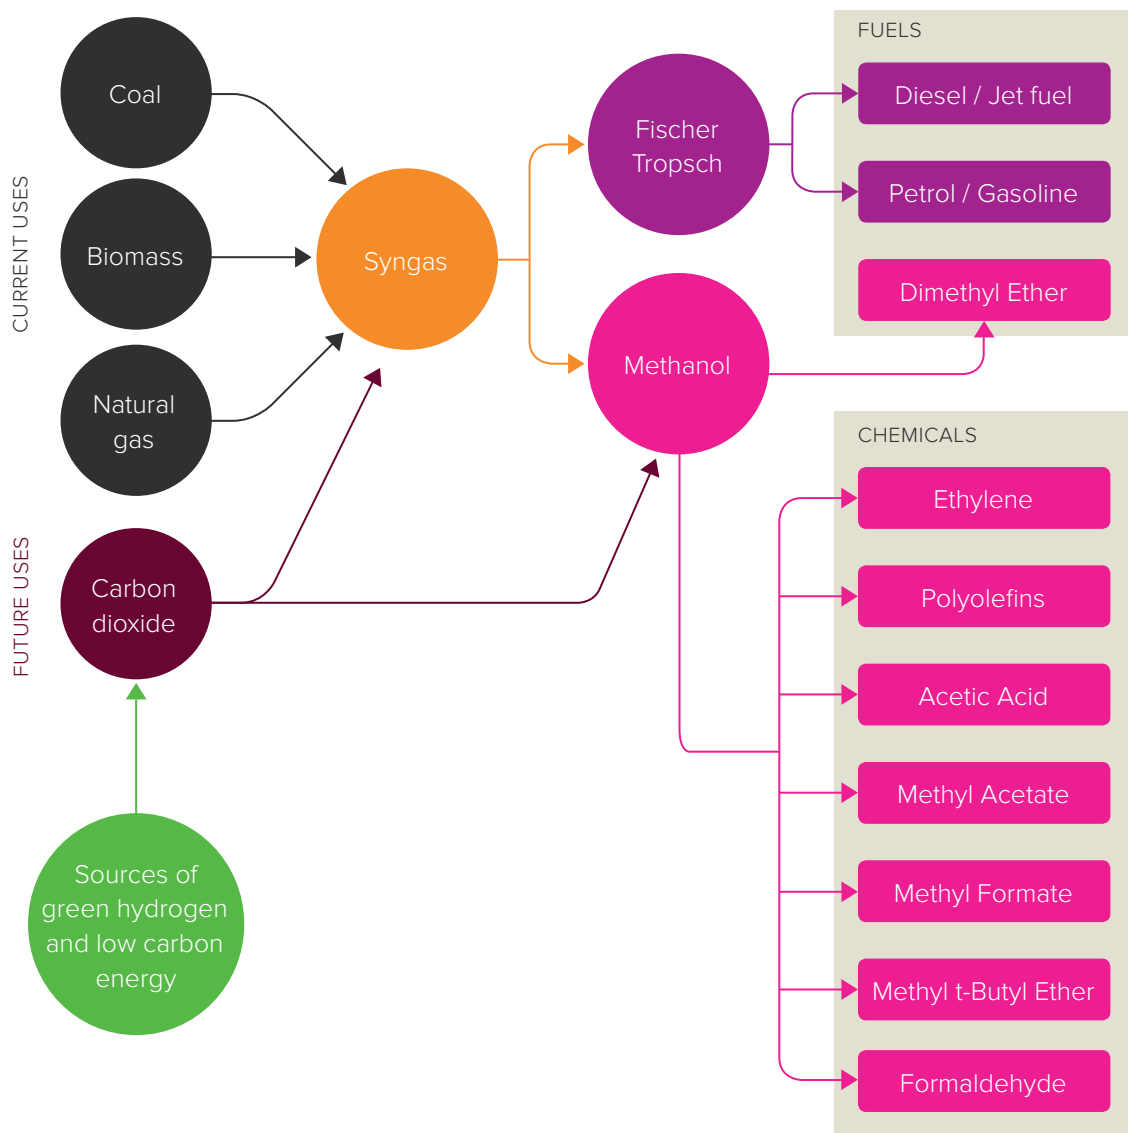 CURRENT USES
Coal
Biomass
Natural
gas
FUTURE USES
Carbon
dioxide
Sources of
green hydrogen
and low carbon
energy
Syngas
Fischer
Tropsch
Methanol
FUELS
Diesel / Jet fuel
Petrol / Gasoline
Dimethyl Ether
CHEMICALS
Ethylene
Polyolefins
Acetic Acid
Methyl Acetate
Methyl Formate
Methyl t-Butyl Ether
Formaldehyde